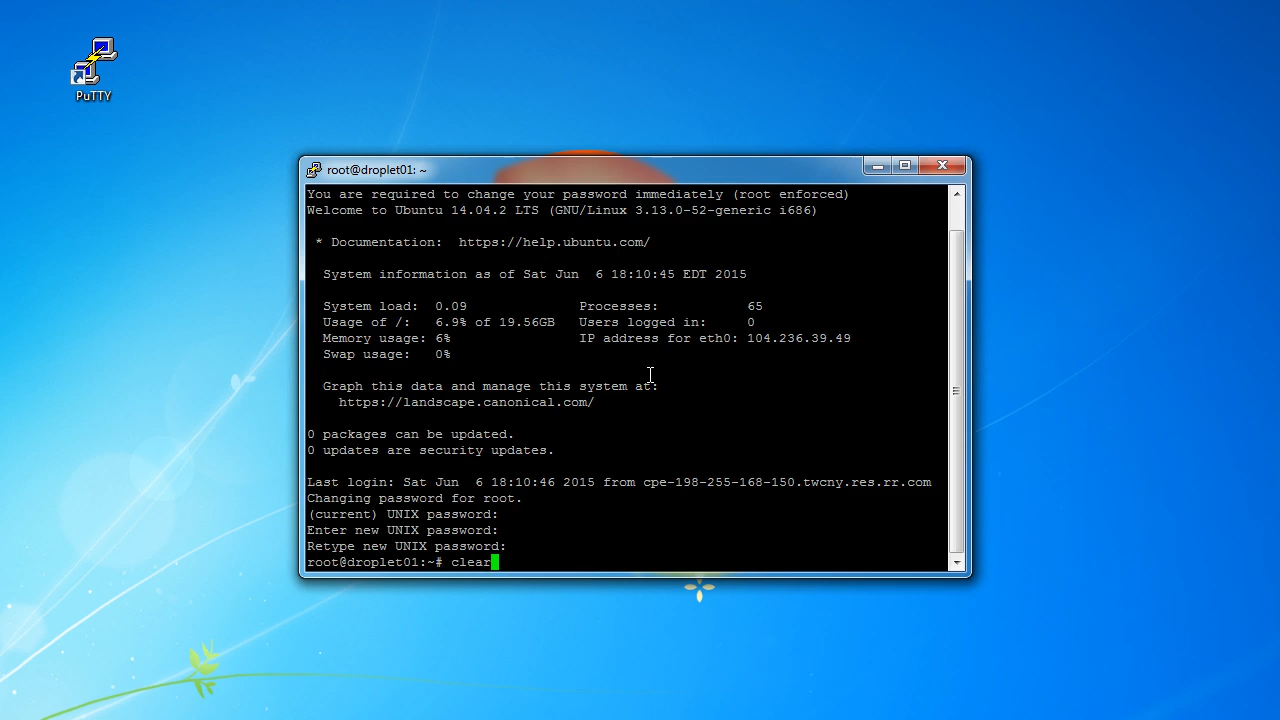 PuTTY
root@droplet01: ~
You are required to change your password immediately (root enforced)
Welcome to Ubuntu 14.04.2 LTS (GNU/Linux 3.13.0-52-generic i686)
* Documentation:  https://help.ubuntu.com/
System information as of Sat Jun  6 18:10:45 EDT 2015
System load:  0.09              Processes:           65
Usage of /:   6.9% of 19.56GB   Users logged in:     0
Memory usage: 6%                IP address for eth0: 104.236.39.49
Swap usage:   0%
Graph this data and manage this system at:
https://landscape.canonical.com/
0 packages can be updated.
0 updates are security updates.
Last login: Sat Jun  6 18:10:46 2015 from cpe-198-255-168-150.twcny.res.rr.com
Changing password for root.
(current) UNIX password:
Enter new UNIX password:
Retype new UNIX password:
root@droplet01:~# clear